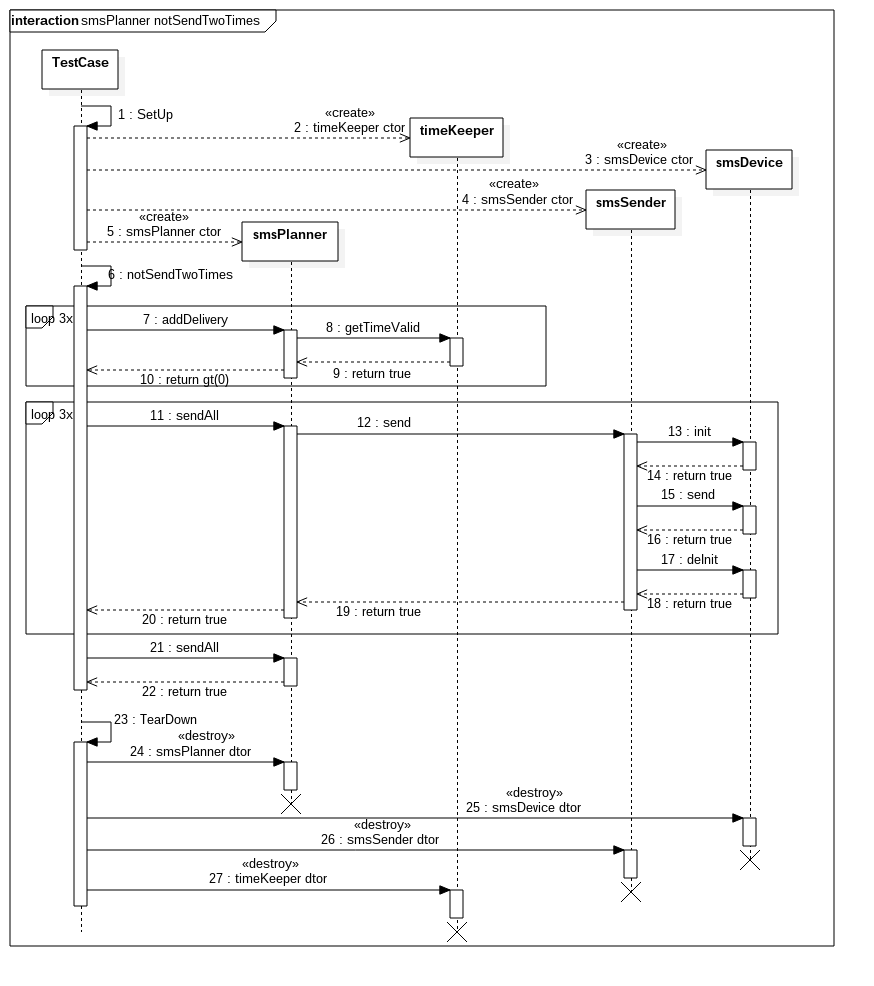 interaction smsPlanner notSendTwoTimes
TestCase
1 : SetUp
«create»
2 : timeKeeper ctor
timeKeeper
«create»
3 : smsDevice ctor
smsDevice
«create»
4 : smsSender ctor
smsSender
«create»
5 : smsPlanner ctor
smsPlanner
6 : notSendTwoTimes
loop 3x
7 : addDelivery
8 : getTimeValid
9 : return true
10 : return gt(0)
loop 3x
11 : sendAll
12 : send
13 : init
14 : return true
15 : send
16 : return true
17 : deInit
18 : return true
19 : return true
20 : return true
21 : sendAll
22 : return true
23 : TearDown
«destroy»
24 : smsPlanner dtor
«destroy»
25 : smsDevice dtor
«destroy»
26 : smsSender dtor
«destroy»
27 : timeKeeper dtor